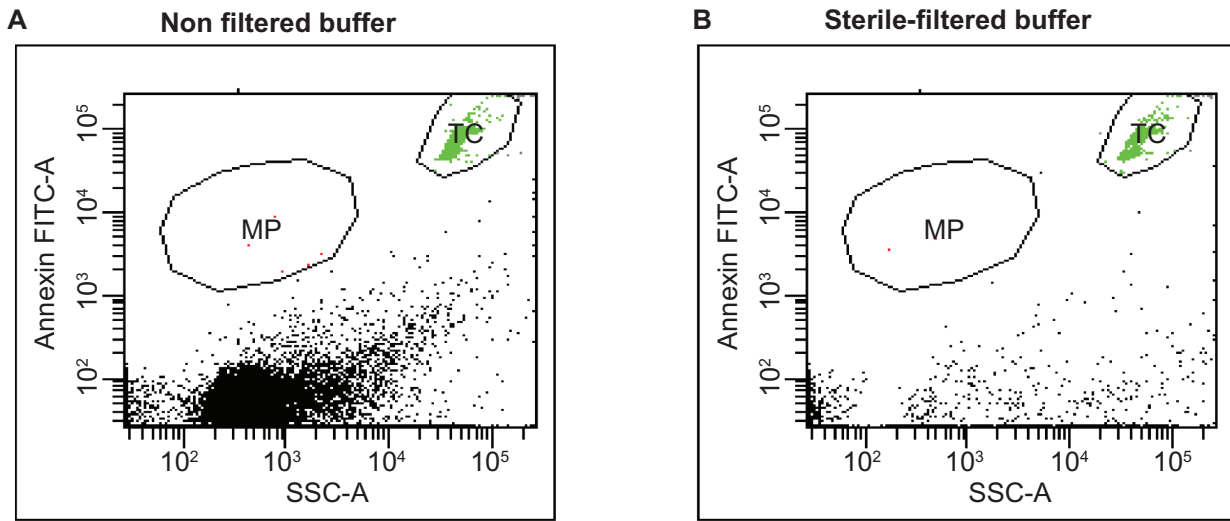 A Non filtered buffer
Annexin FITC-A
10⁵
10⁴
10³
10²
TC
MP
10² 10³ 10⁴ 10⁵
SSC-A
B Sterile-filtered buffer
Annexin FITC-A
10⁵
10⁴
10³
10²
TC
MP
10² 10³ 10⁴ 10⁵
SSC-A